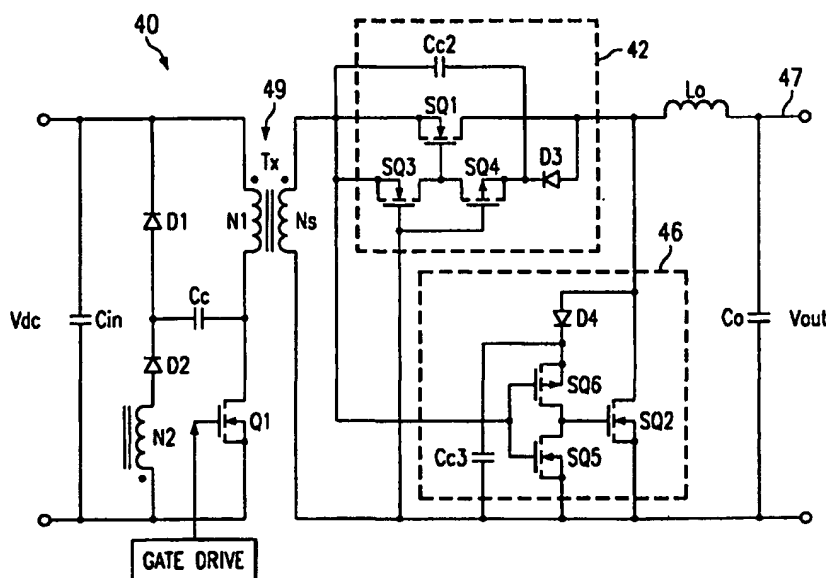 40
49
Tx
N1
Ns
D1
D2
Cc
N2
Q1
Vdc
Cin
GATE DRIVE
42
Cc2
SQ1
SQ3
SQ4
D3
Lo
47
46
D4
SQ6
SQ5
SQ2
Cc3
Co
Vout